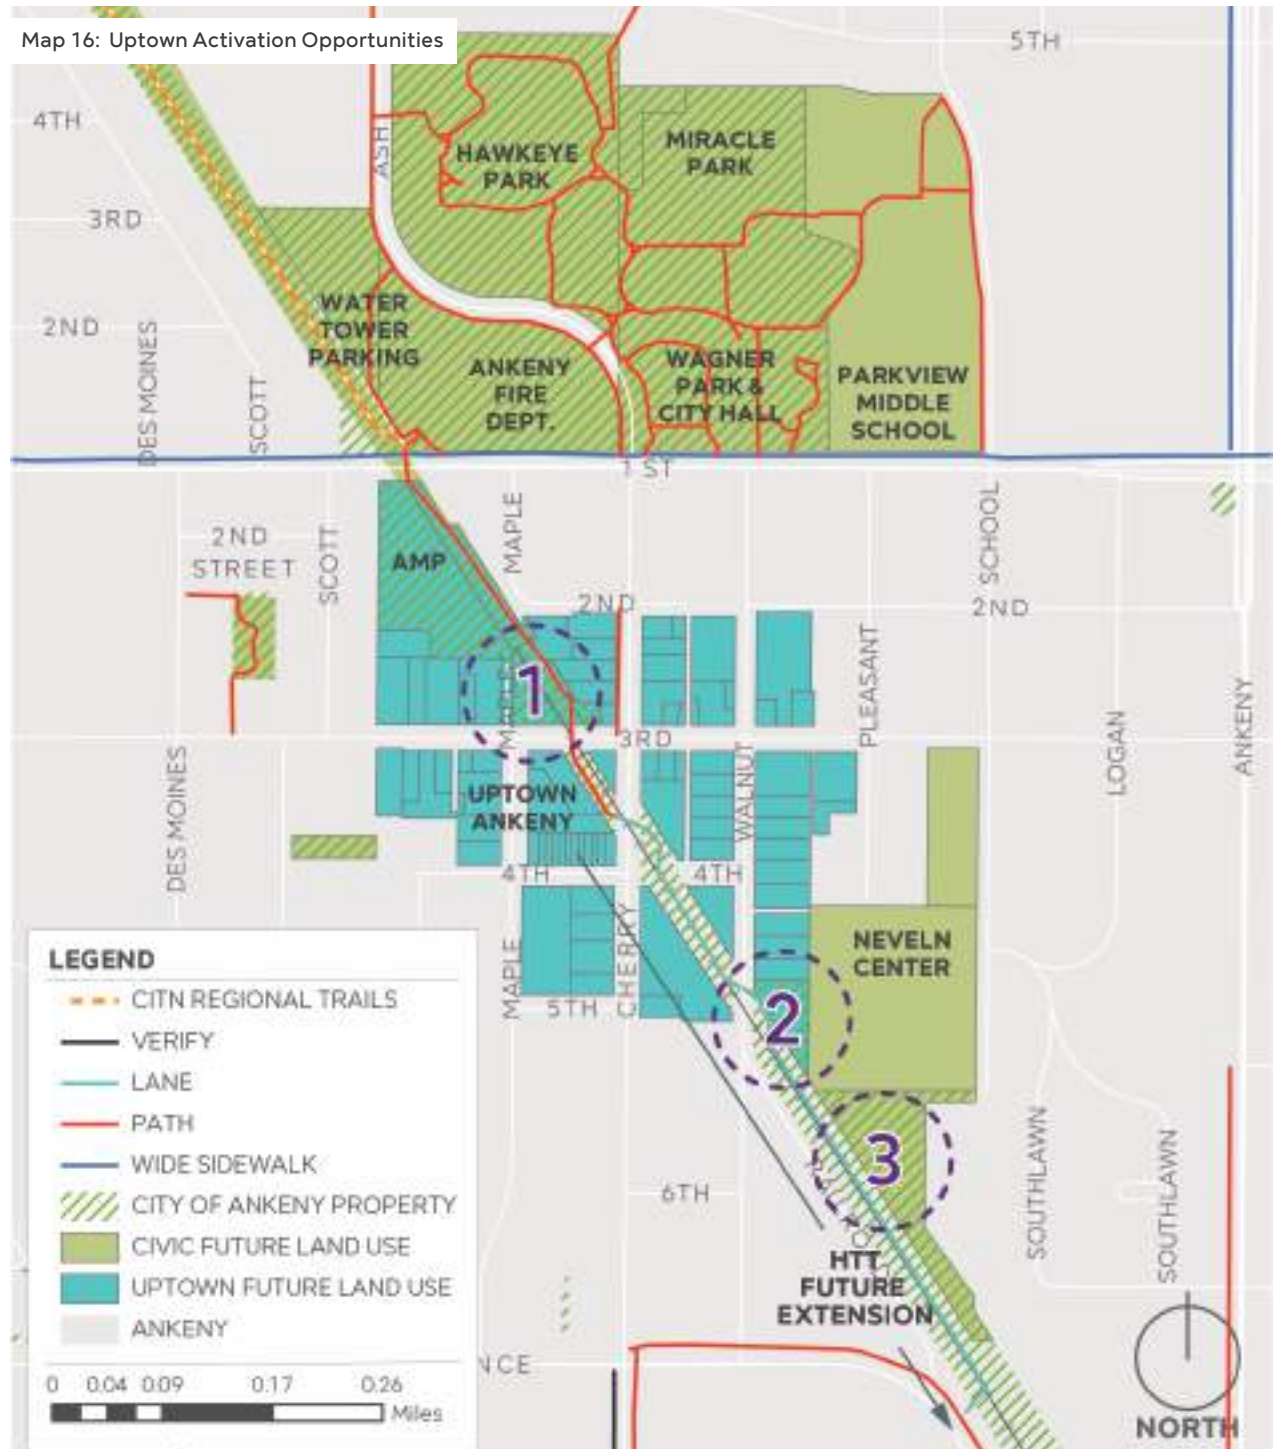 Map 16: Uptown Activation Opportunities
5TH
4TH
ASH
HAWKEYE
PARK
MIRACLE
PARK
3RD
2ND
WATER
TOWER
PARKING
DES MOINES
SCOTT
ANKENY
FIRE
DEPT.
WAGNER
PARK &
CITY HALL
PARKVIEW
MIDDLE
SCHOOL
1 ST
2ND
STREET
SCOTT
AMP
MAPLE
SCHOOL
2ND
2ND
PLEASANT
1
MAPLE
3RD
LOGAN
ANKENY
DES MOINES
UPTOWN
ANKENY
WALNUT
4TH
4TH
CHERRY
MAPLE
5TH
NEVELN
CENTER
2
3
6TH
SOUTHLAWN
SOUTHLAWN
HTT
FUTURE
EXTENSION
LEGEND
CITN REGIONAL TRAILS
VERIFY
LANE
PATH
WIDE SIDEWALK
CITY OF ANKENY PROPERTY
CIVIC FUTURE LAND USE
UPTOWN FUTURE LAND USE
ANKENY
0 0.04 0.09 0.17 0.26
Miles
NCE
NORTH